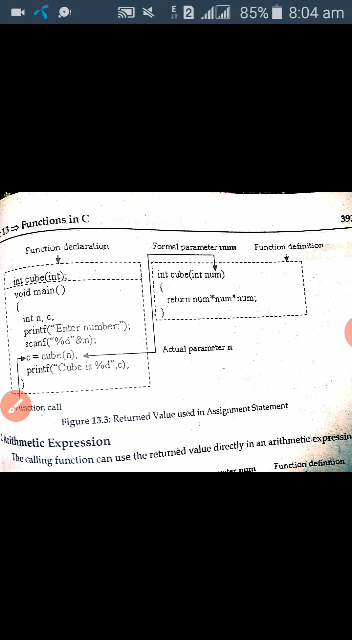 E
2
85%
8:04 am
13 ⇒ Functions in C
39
Function declaration
Formel parameter num
Function definition
int cube(int);
void main()
{
int n, c;
printf("Enter number:");
scanf("%d" &n);
c = cube(n);
printf("Cube is %d",c);
}
int cube(int num)
{
return num*num*num;
}
Actual parameter n
Function call
Figure 13.3: Returned Value used in Assignment Statement
Arithmetic Expression
The calling function can use the returned value directly in an arithmetic
num
Function definition